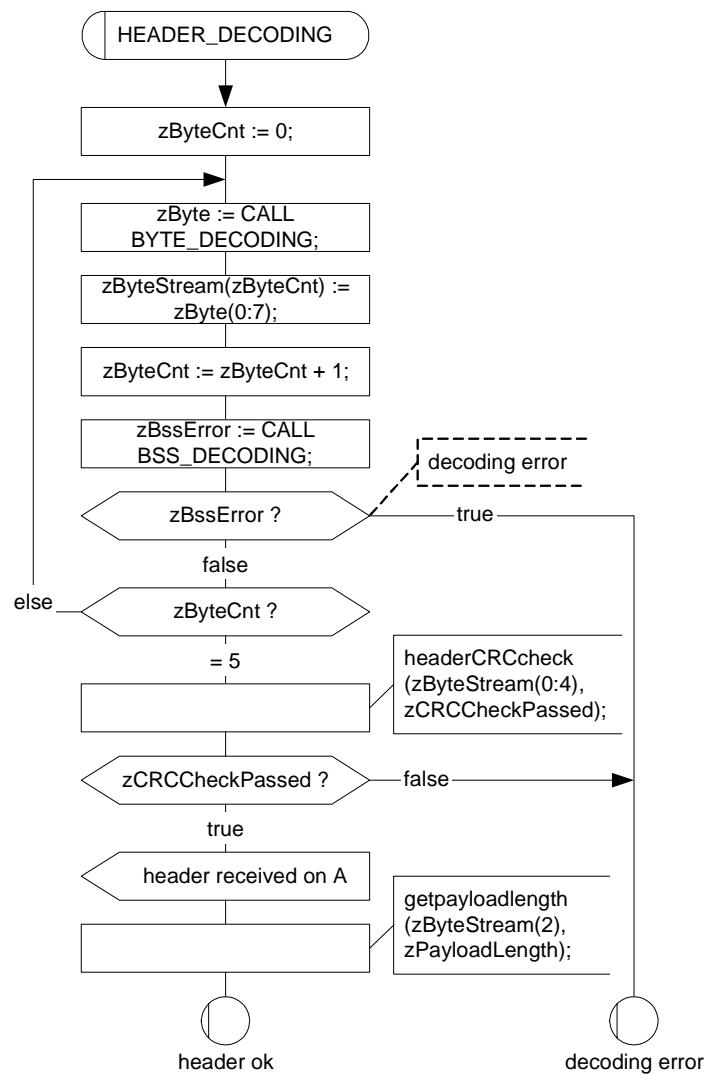 HEADER_DECODING
zByteCnt := 0;
zByte := CALL
BYTE_DECODING;
zByteStream(zByteCnt) :=
zByte(0:7);
zByteCnt := zByteCnt + 1;
zBssError := CALL
BSS_DECODING;
decoding error
zBssError ?
true
false
else
zByteCnt ?
= 5
headerCRCcheck
(zByteStream(0:4),
zCRCCheckPassed);
zCRCCheckPassed ?
false
true
header received on A
getpayloadlength
(zByteStream(2),
zPayloadLength);
header ok
decoding error